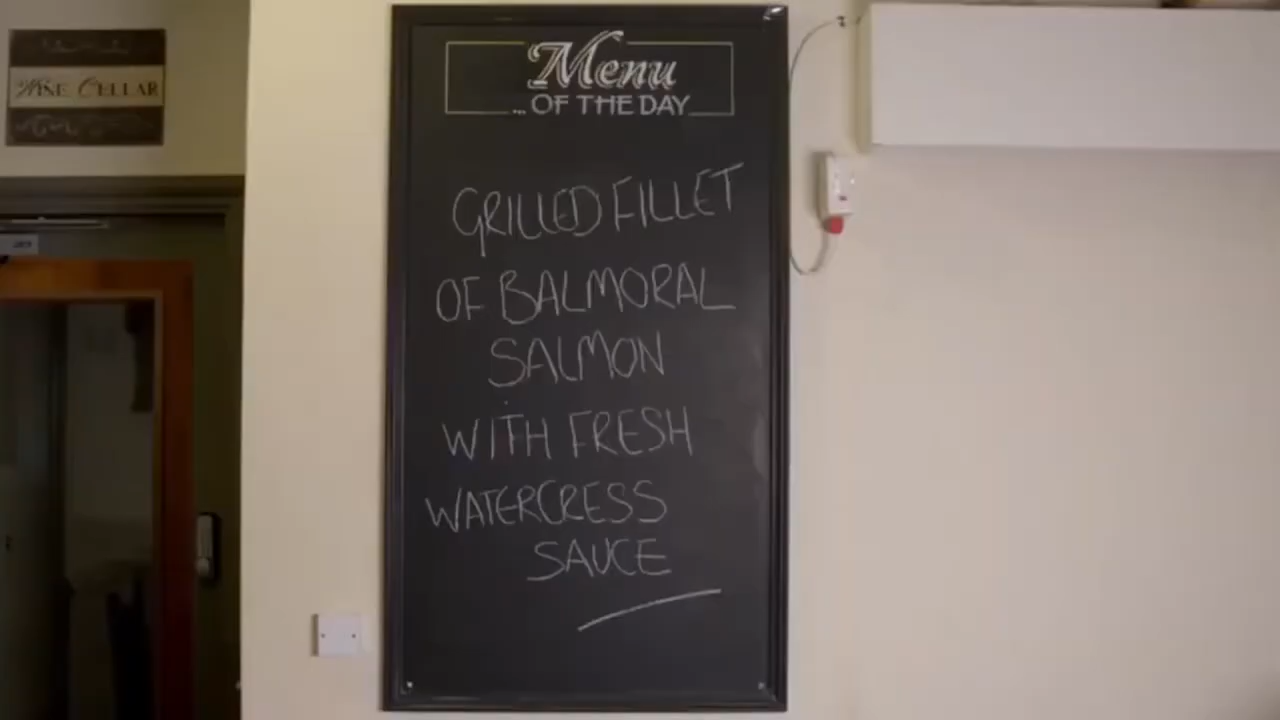 WINE CELLAR
Menu
...OF THE DAY
GRILLED FILLET
OF BALMORAL
SALMON
WITH FRESH
WATERCRESS
SAUCE